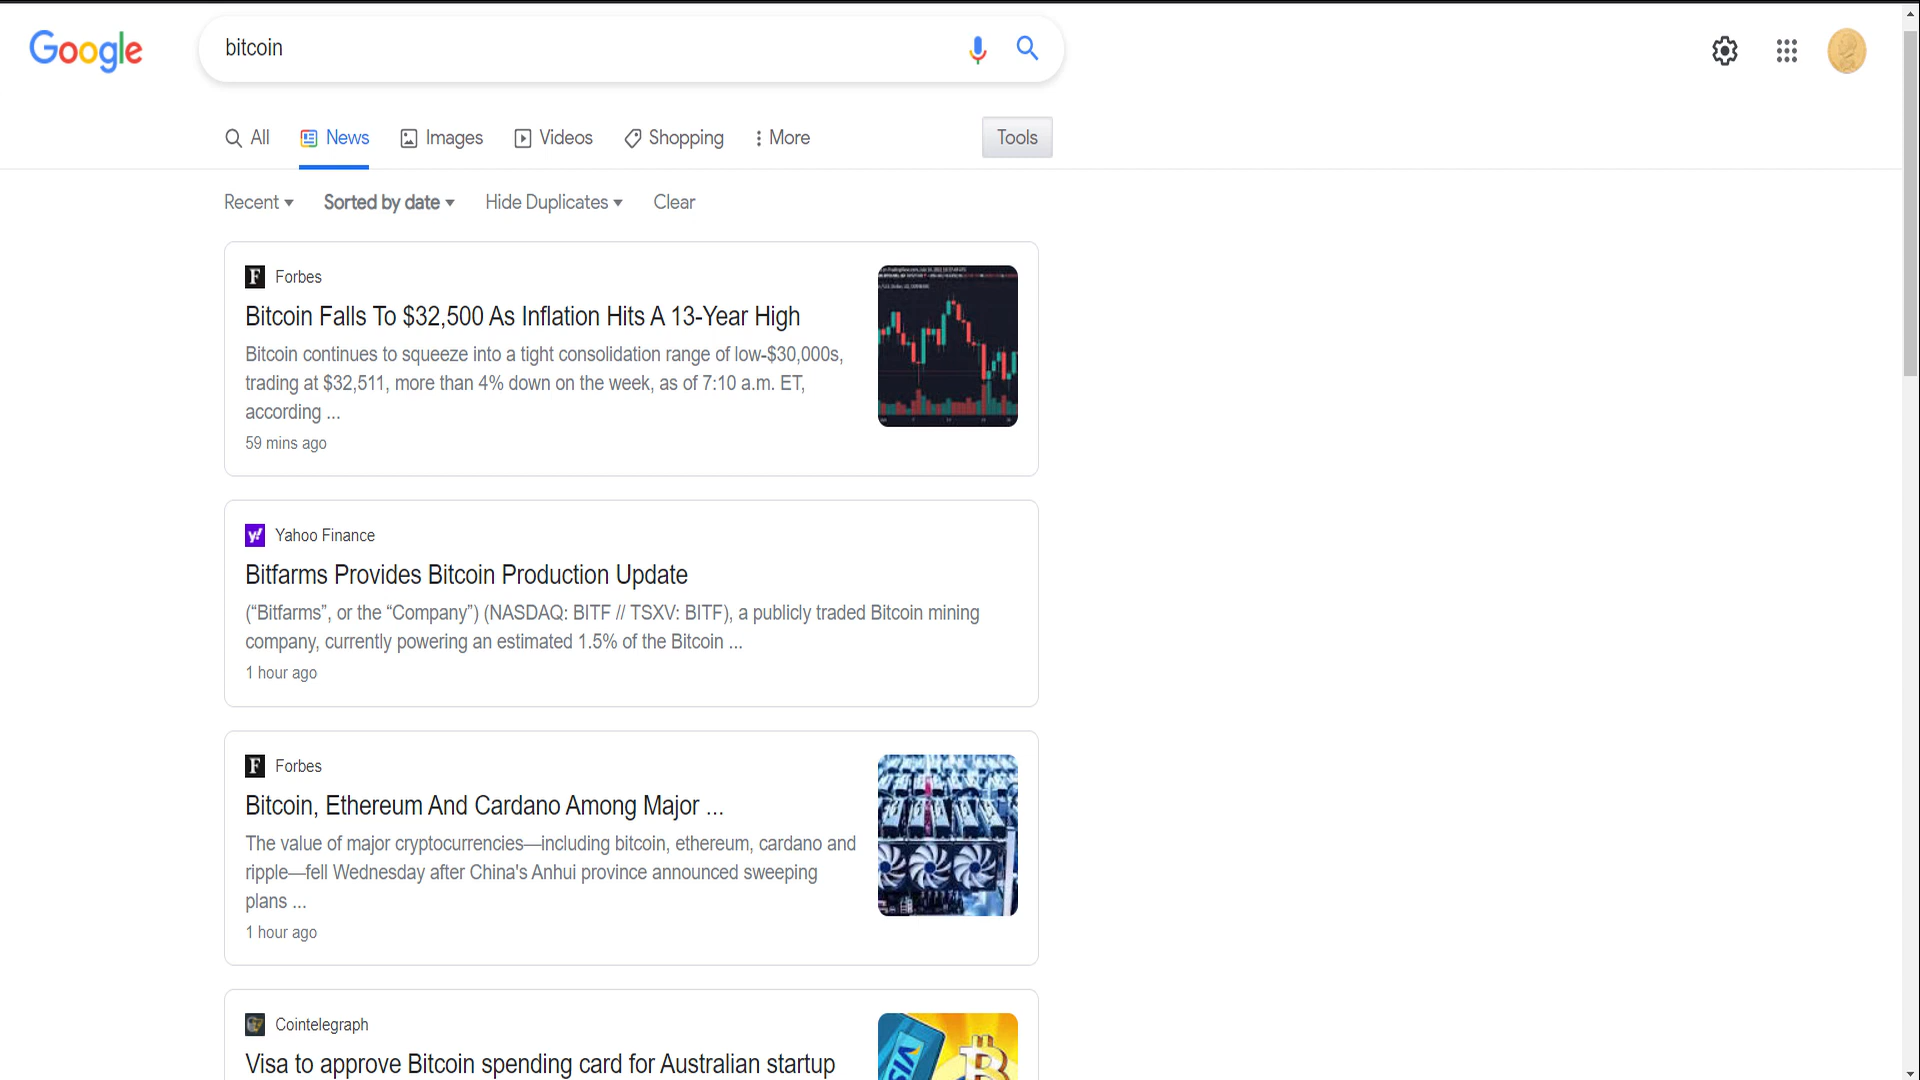 Google
bitcoin
All News Images Videos Shopping More Tools
Recent Sorted by date Hide Duplicates Clear
Forbes
Bitcoin Falls To $32,500 As Inflation Hits A 13-Year High
Bitcoin continues to squeeze into a tight consolidation range of low-$30,000s,
trading at $32,511, more than 4% down on the week, as of 7:10 a.m. ET,
according ...
59 mins ago
Yahoo Finance
Bitfarms Provides Bitcoin Production Update
(“Bitfarms”, or the “Company”) (NASDAQ: BITF // TSXV: BITF), a publicly traded Bitcoin mining
company, currently powering an estimated 1.5% of the Bitcoin ...
1 hour ago
Forbes
Bitcoin, Ethereum And Cardano Among Major ...
The value of major cryptocurrencies—including bitcoin, ethereum, cardano and
ripple—fell Wednesday after China's Anhui province announced sweeping
plans ...
1 hour ago
Cointelegraph
Visa to approve Bitcoin spending card for Australian startup